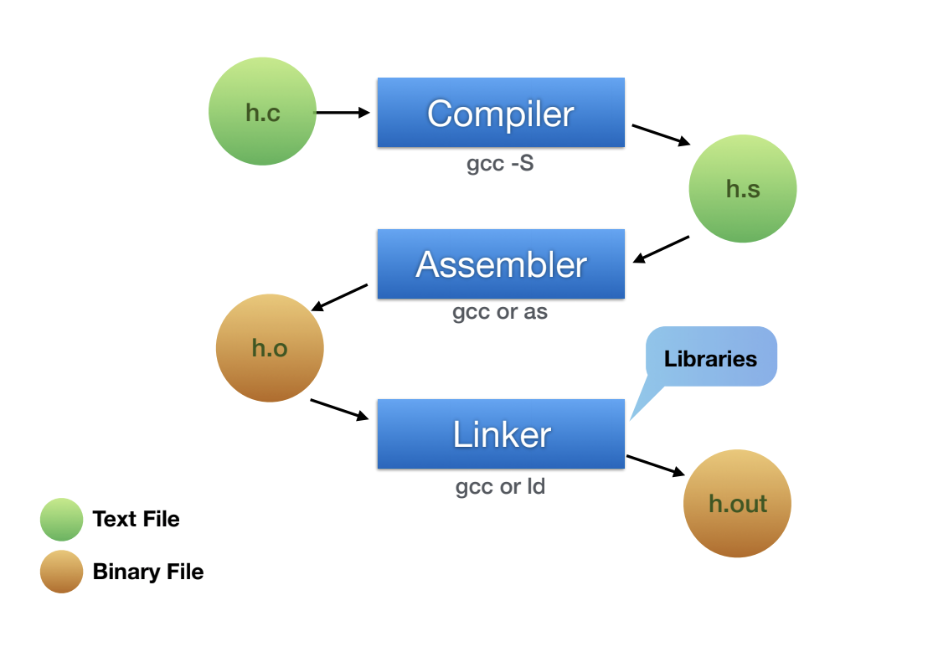 h.c
Compiler
gcc -S
h.s
Assembler
gcc or as
h.o
Libraries
Linker
gcc or ld
h.out
Text File
Binary File